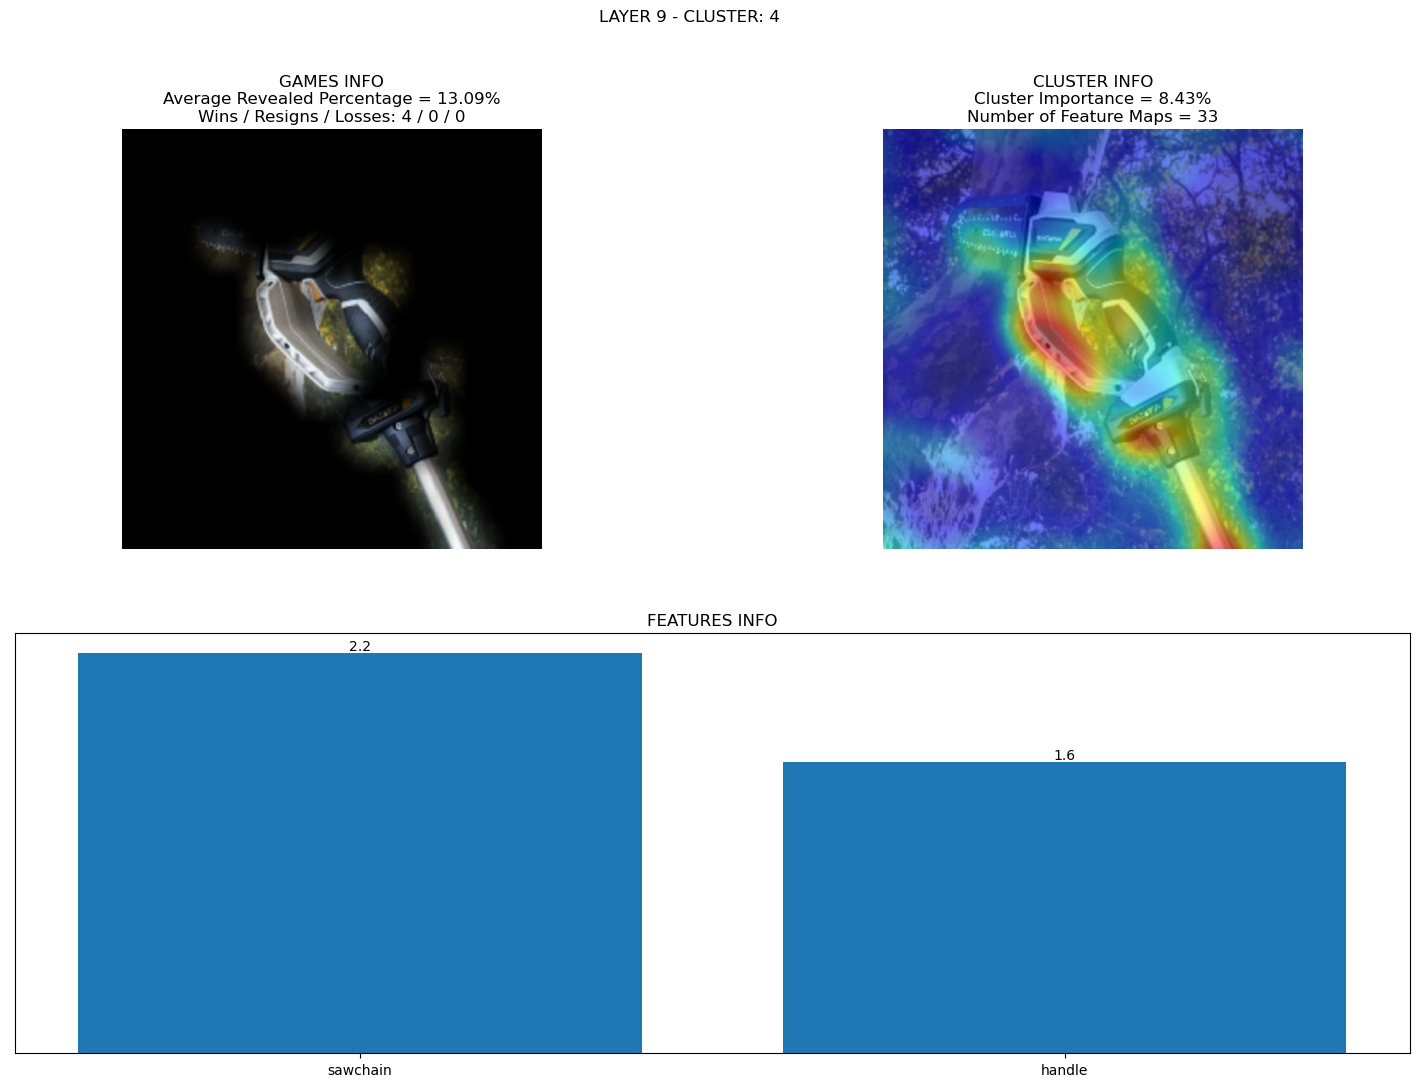 LAYER 9 - CLUSTER: 4
GAMES INFO
Average Revealed Percentage = 13.09%
Wins / Resigns / Losses: 4 / 0 / 0
CLUSTER INFO
Cluster Importance = 8.43%
Number of Feature Maps = 33
FEATURES INFO
2.2
1.6
sawchain
handle